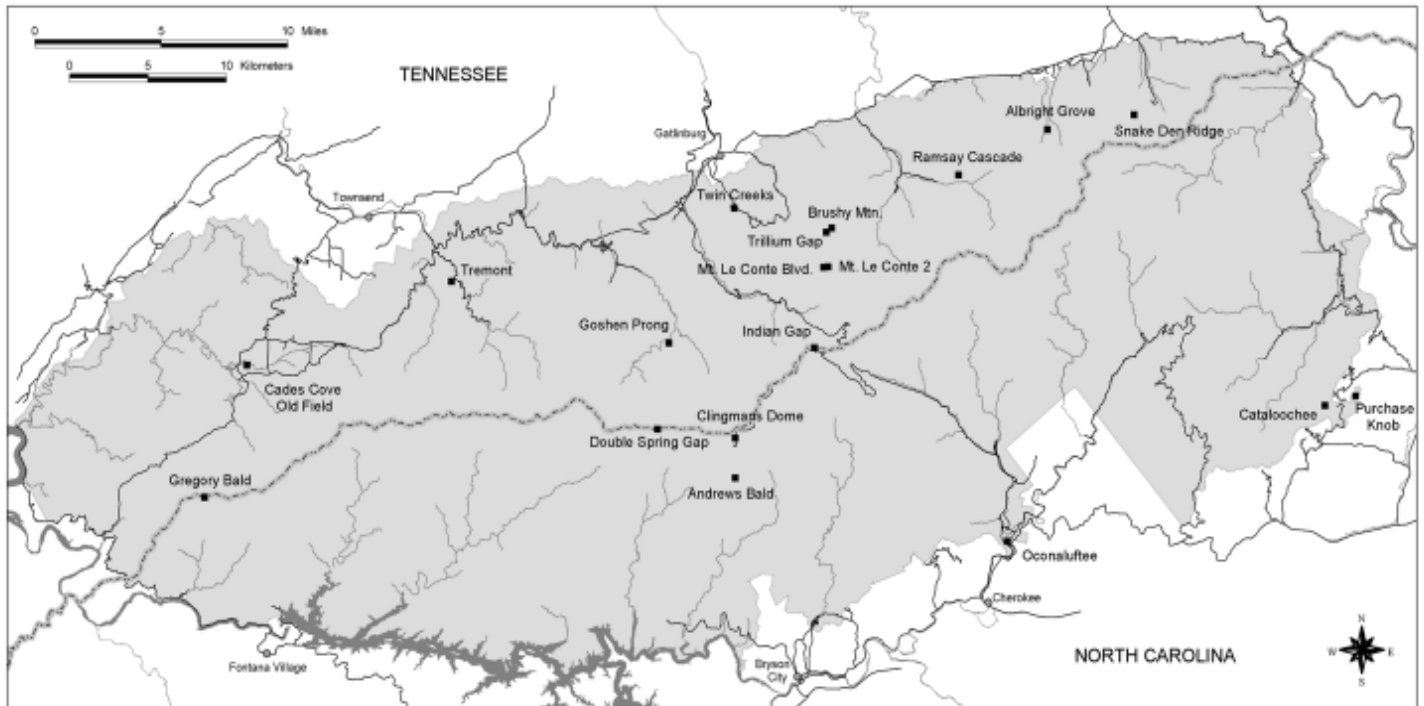 0 5 10 Miles
0 5 10 Kilometers
TENNESSEE
Albright Grove
Snake Den Ridge
Gatlinburg
Ramsay Cascade
Townsend
Twin Creeks
Brushy Mtn.
Trillium Gap
Mt. Le Conte Blvd.
Mt. Le Conte 2
Tremont
Goshen Prong
Indian Gap
Cades Cove
Old Field
Clingmans Dome
Cataloochee
Purchase
Knob
Double Spring Gap
Gregory Bald
Andrews Bald
Oconaluftee
Cherokee
Fontana Village
Bryson
City
NORTH CAROLINA
N
W E
S